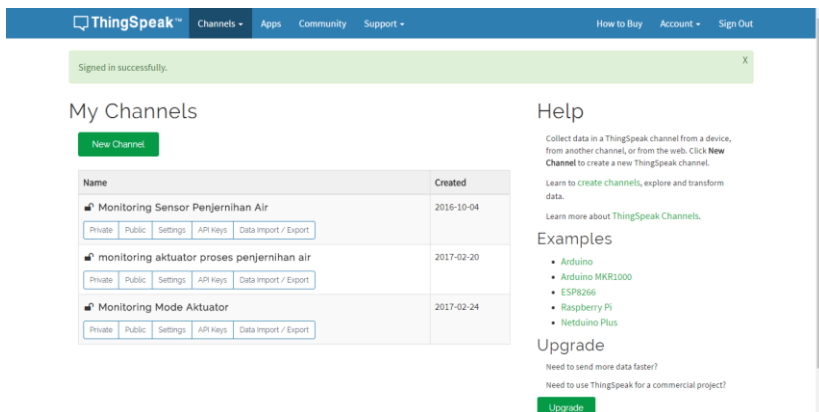 ThingSpeak™ Channels Apps Community Support How to Buy Account Sign Out
Signed in successfully. X
My Channels
New Channel
Name Created
Monitoring Sensor Penjernihan Air 2016-10-04
Private Public Settings API Keys Data Import / Export
monitoring aktuator proses penjernihan air 2017-02-20
Private Public Settings API Keys Data Import / Export
Monitoring Mode Aktuator 2017-02-24
Private Public Settings API Keys Data Import / Export
Help
Collect data in a ThingSpeak channel from a device,
from another channel, or from the web. Click New
Channel to create a new ThingSpeak channel.
Learn to create channels, explore and transform
data.
Learn more about ThingSpeak Channels.
Examples
• Arduino
• Arduino MKR1000
• ESP8266
• Raspberry Pi
• Netduino Plus
Upgrade
Need to send more data faster?
Need to use ThingSpeak for a commercial project?
Upgrade